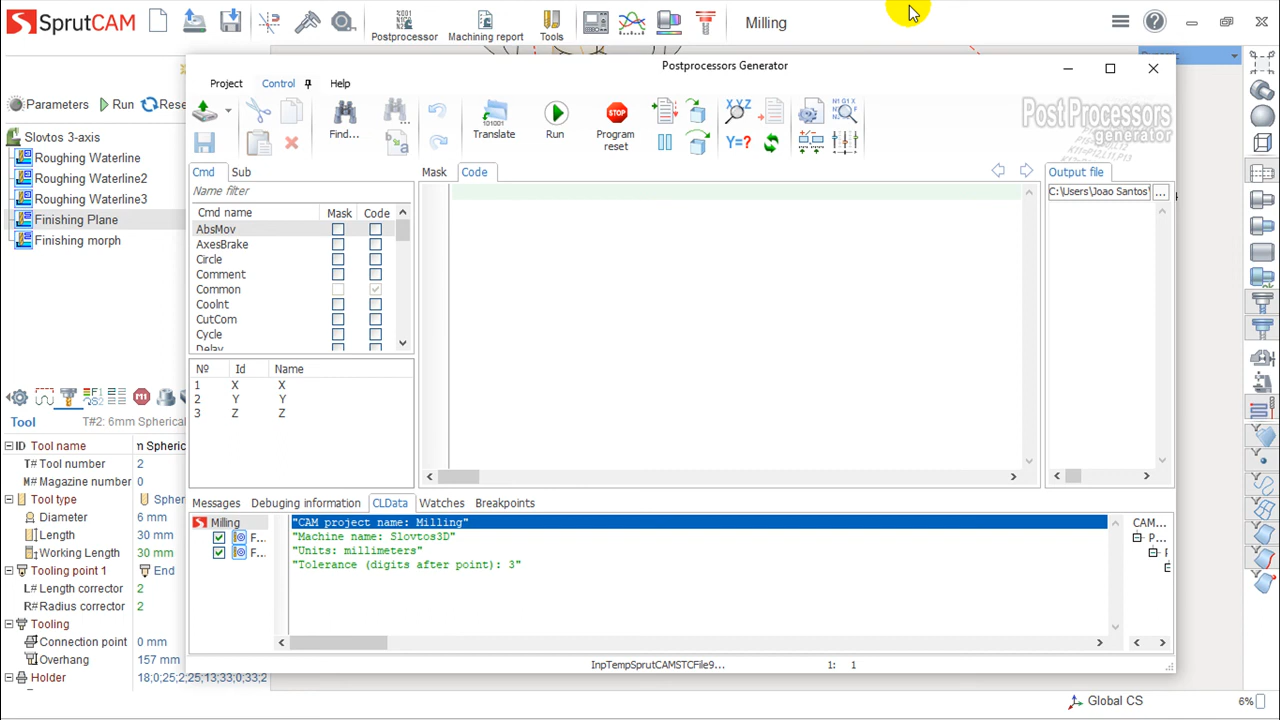 SprutCAM
Postprocessor
Machining report
Tools
Milling
Postprocessors Generator
Project
Control
Help
Find...
Translate
Run
Program reset
Y=?
Post Processors
generator
Parameters
Run
Rese
Slovtos 3-axis
Roughing Waterline
Roughing Waterline2
Roughing Waterline3
Finishing Plane
Finishing morph
Cmd
Sub
Name filter
Cmd name Mask Code
AbsMov
AxesBrake
Circle
Comment
Common
Coolnt
CutCom
Cycle
Delay
Mask
Code
Output file
C:\Users\Joao Santos\
...
Nº Id Name
1 X X
2 Y Y
3 Z Z
Tool
T#2: 6mm Spherical
ID Tool name n Spherical
T# Tool number 2
M# Magazine number 0
Tool type Spher
Diameter 6 mm
Length 30 mm
Working Length 30 mm
Tooling point 1 End
L# Length corrector 2
R# Radius corrector 2
Tooling
Connection point 0 mm
Overhang 157 mm
Holder 18;0;25;2;25;13;33;0;33;2
Messages
Debuging information
CLData
Watches
Breakpoints
Milling
F...
F...
"CAM project name: Milling"
"Machine name: Slovtos3D"
"Units: millimeters"
"Tolerance (digits after point): 3"
CAM...
InpTempSprutCAMSTCFile9...
1: 1
Global CS
6%